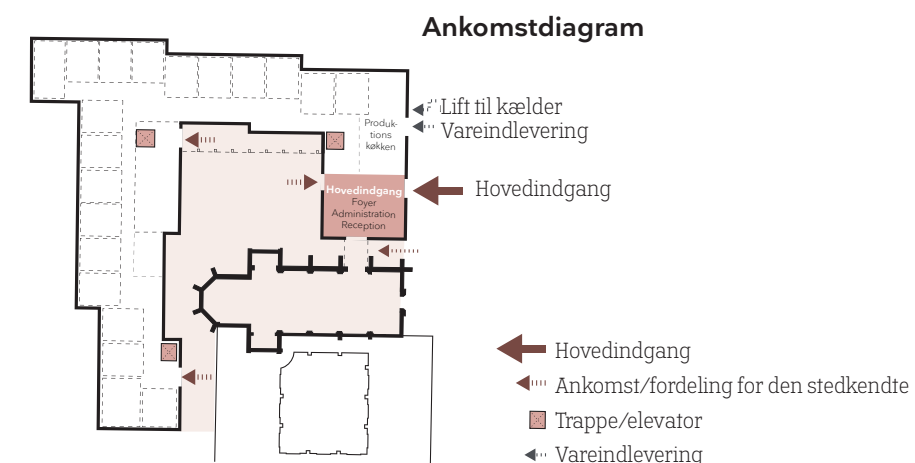 Ankomstdiagram
Lift til kælder
Vareindlevering
Produk-
tions
køkken
Hovedindgang
Foyer
Administration
Reception
Hovedindgang
Hovedindgang
Ankomst/fordeling for den stedkendte
Trappe/elevator
Vareindlevering